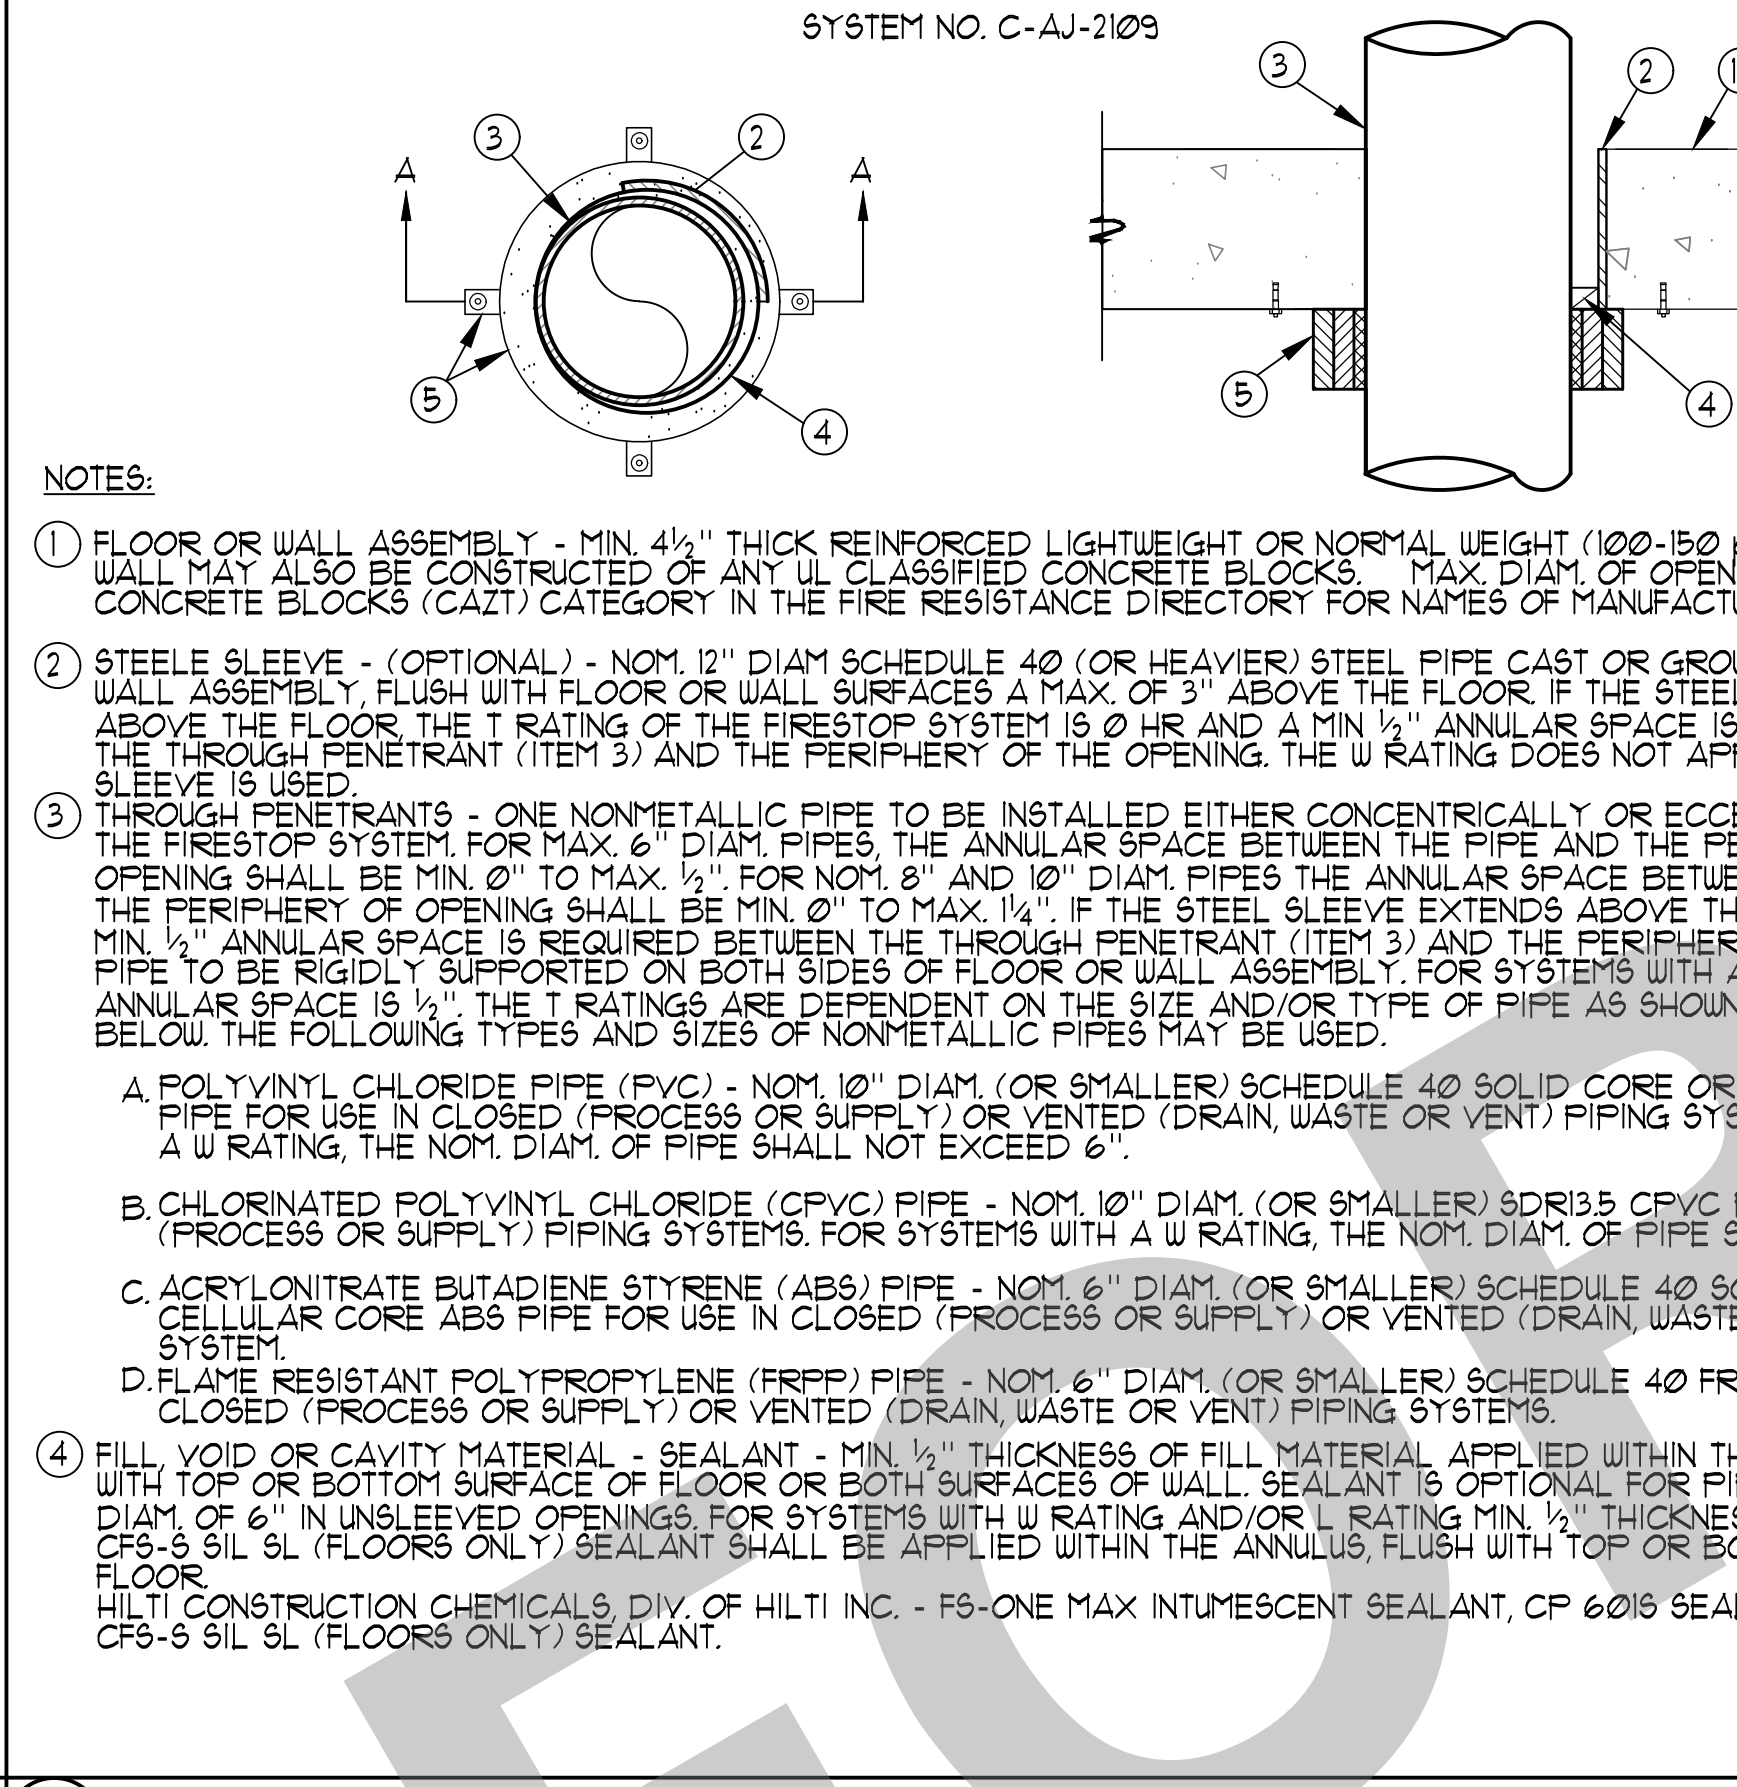 SYSTEM NO. C-AJ-2109
3
2
A
A
5
4
3
2
1
5
4
NOTES:
1 FLOOR OR WALL ASSEMBLY - MIN. 4½" THICK REINFORCED LIGHTWEIGHT OR NORMAL WEIGHT (100-150
WALL MAY ALSO BE CONSTRUCTED OF ANY UL CLASSIFIED CONCRETE BLOCKS. MAX. DIAM. OF OPEN
CONCRETE BLOCKS (CAZT) CATEGORY IN THE FIRE RESISTANCE DIRECTORY FOR NAMES OF MANUFACTU
2 STEELE SLEEVE - (OPTIONAL) - NOM. 12" DIAM SCHEDULE 40 (OR HEAVIER) STEEL PIPE CAST OR GROU
WALL ASSEMBLY, FLUSH WITH FLOOR OR WALL SURFACES A MAX. OF 3" ABOVE THE FLOOR. IF THE STEEL
ABOVE THE FLOOR, THE T RATING OF THE FIRESTOP SYSTEM IS 0 HR AND A MIN ½" ANNULAR SPACE IS
THE THROUGH PENETRANT (ITEM 3) AND THE PERIPHERY OF THE OPENING. THE W RATING DOES NOT APP
SLEEVE IS USED.
3 THROUGH PENETRANTS - ONE NONMETALLIC PIPE TO BE INSTALLED EITHER CONCENTRICALLY OR ECCE
THE FIRESTOP SYSTEM. FOR MAX. 6" DIAM. PIPES, THE ANNULAR SPACE BETWEEN THE PIPE AND THE PE
OPENING SHALL BE MIN. 0" TO MAX. ½". FOR NOM. 8" AND 10" DIAM. PIPES THE ANNULAR SPACE BETWE
THE PERIPHERY OF OPENING SHALL BE MIN. 0" TO MAX. 1¼". IF THE STEEL SLEEVE EXTENDS ABOVE TH
MIN. ½" ANNULAR SPACE IS REQUIRED BETWEEN THE THROUGH PENETRANT (ITEM 3) AND THE PERIPHER
PIPE TO BE RIGIDLY SUPPORTED ON BOTH SIDES OF FLOOR OR WALL ASSEMBLY. FOR SYSTEMS WITH A
ANNULAR SPACE IS ½". THE T RATINGS ARE DEPENDENT ON THE SIZE AND/OR TYPE OF PIPE AS SHOWN
BELOW. THE FOLLOWING TYPES AND SIZES OF NONMETALLIC PIPES MAY BE USED.
A. POLYVINYL CHLORIDE PIPE (PVC) - NOM. 10" DIAM. (OR SMALLER) SCHEDULE 40 SOLID CORE OR
PIPE FOR USE IN CLOSED (PROCESS OR SUPPLY) OR VENTED (DRAIN, WASTE OR VENT) PIPING SYS
A W RATING, THE NOM. DIAM. OF PIPE SHALL NOT EXCEED 6".
B. CHLORINATED POLYVINYL CHLORIDE (CPVC) PIPE - NOM. 10" DIAM. (OR SMALLER) SDR13.5 CPVC
(PROCESS OR SUPPLY) PIPING SYSTEMS. FOR SYSTEMS WITH A W RATING, THE NOM. DIAM. OF PIPE S
C. ACRYLONITRATE BUTADIENE STYRENE (ABS) PIPE - NOM. 6" DIAM. (OR SMALLER) SCHEDULE 40 SO
CELLULAR CORE ABS PIPE FOR USE IN CLOSED (PROCESS OR SUPPLY) OR VENTED (DRAIN, WASTE
SYSTEM.
D. FLAME RESISTANT POLYPROPYLENE (FRPP) PIPE - NOM. 6" DIAM. (OR SMALLER) SCHEDULE 40 FR
CLOSED (PROCESS OR SUPPLY) OR VENTED (DRAIN, WASTE OR VENT) PIPING SYSTEMS.
4 FILL, VOID OR CAVITY MATERIAL - SEALANT - MIN. ½" THICKNESS OF FILL MATERIAL APPLIED WITHIN TH
WITH TOP OR BOTTOM SURFACE OF FLOOR OR BOTH SURFACES OF WALL. SEALANT IS OPTIONAL FOR PI
DIAM. OF 6" IN UNSLEEVED OPENINGS. FOR SYSTEMS WITH W RATING AND/OR L RATING MIN. ½" THICKNES
CFS-S SIL SL (FLOORS ONLY) SEALANT SHALL BE APPLIED WITHIN THE ANNULUS, FLUSH WITH TOP OR BO
FLOOR.
HILTI CONSTRUCTION CHEMICALS, DIV. OF HILTI INC. - FS-ONE MAX INTUMESCENT SEALANT, CP 601S SEAL
CFS-S SIL SL (FLOORS ONLY) SEALANT.
FOR